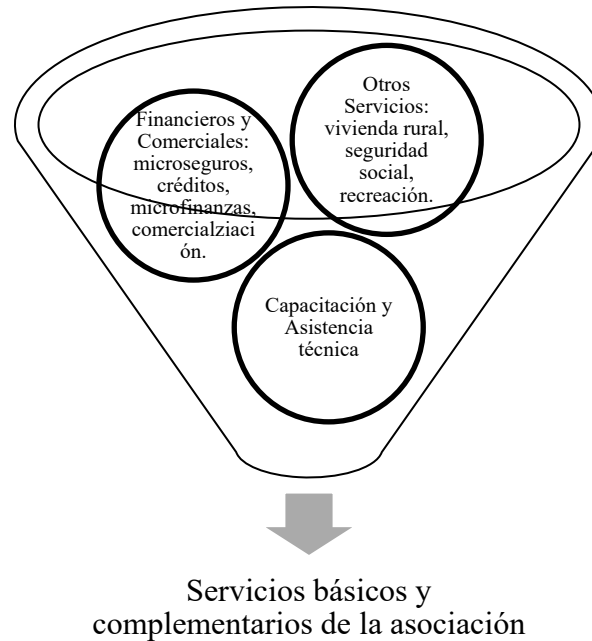 Financieros y
Comerciales:
microseguros,
créditos,
microfinanzas,
comercialziaci
ón.
Otros
Servicios:
vivienda rural,
seguridad
social,
recreación.
Capacitación y
Asistencia
técnica
Servicios básicos y
complementarios de la asociación